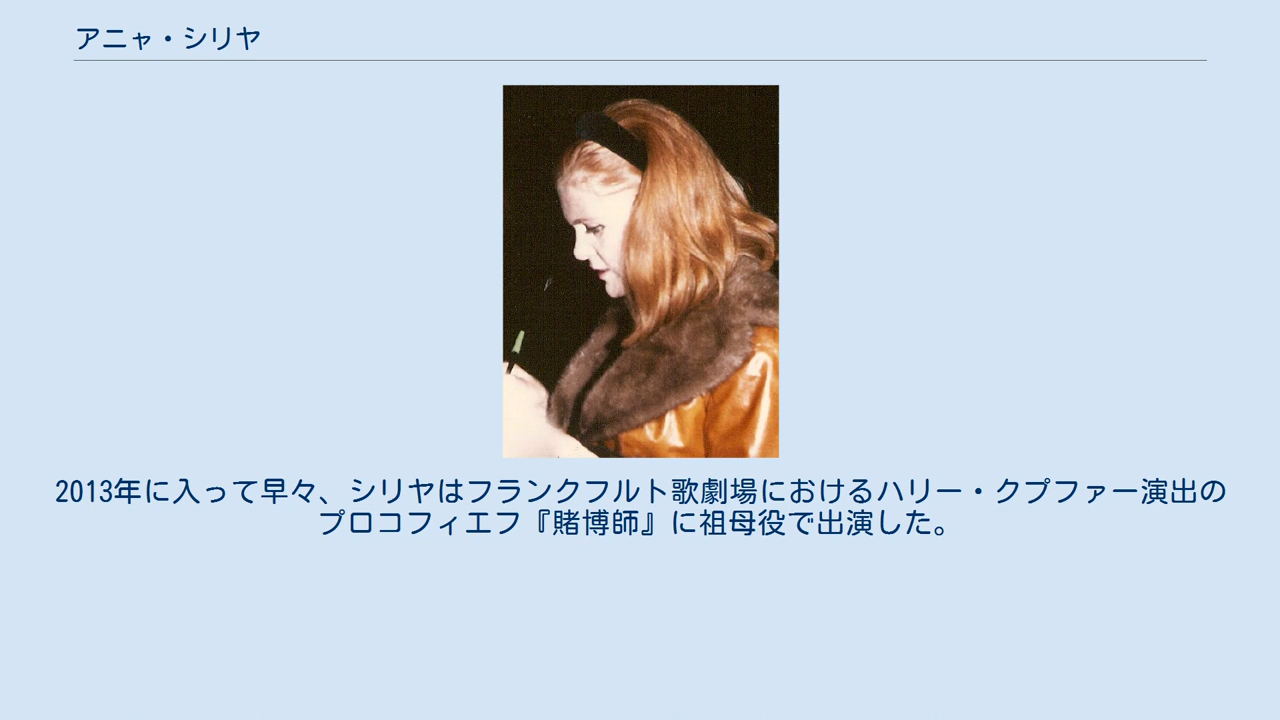 アニャ・シリヤ
2013年に入って早々、シリヤはフランクフルト歌劇場におけるハリー・クプファー演出の
プロコフィエフ『賭博師』に祖母役で出演した。